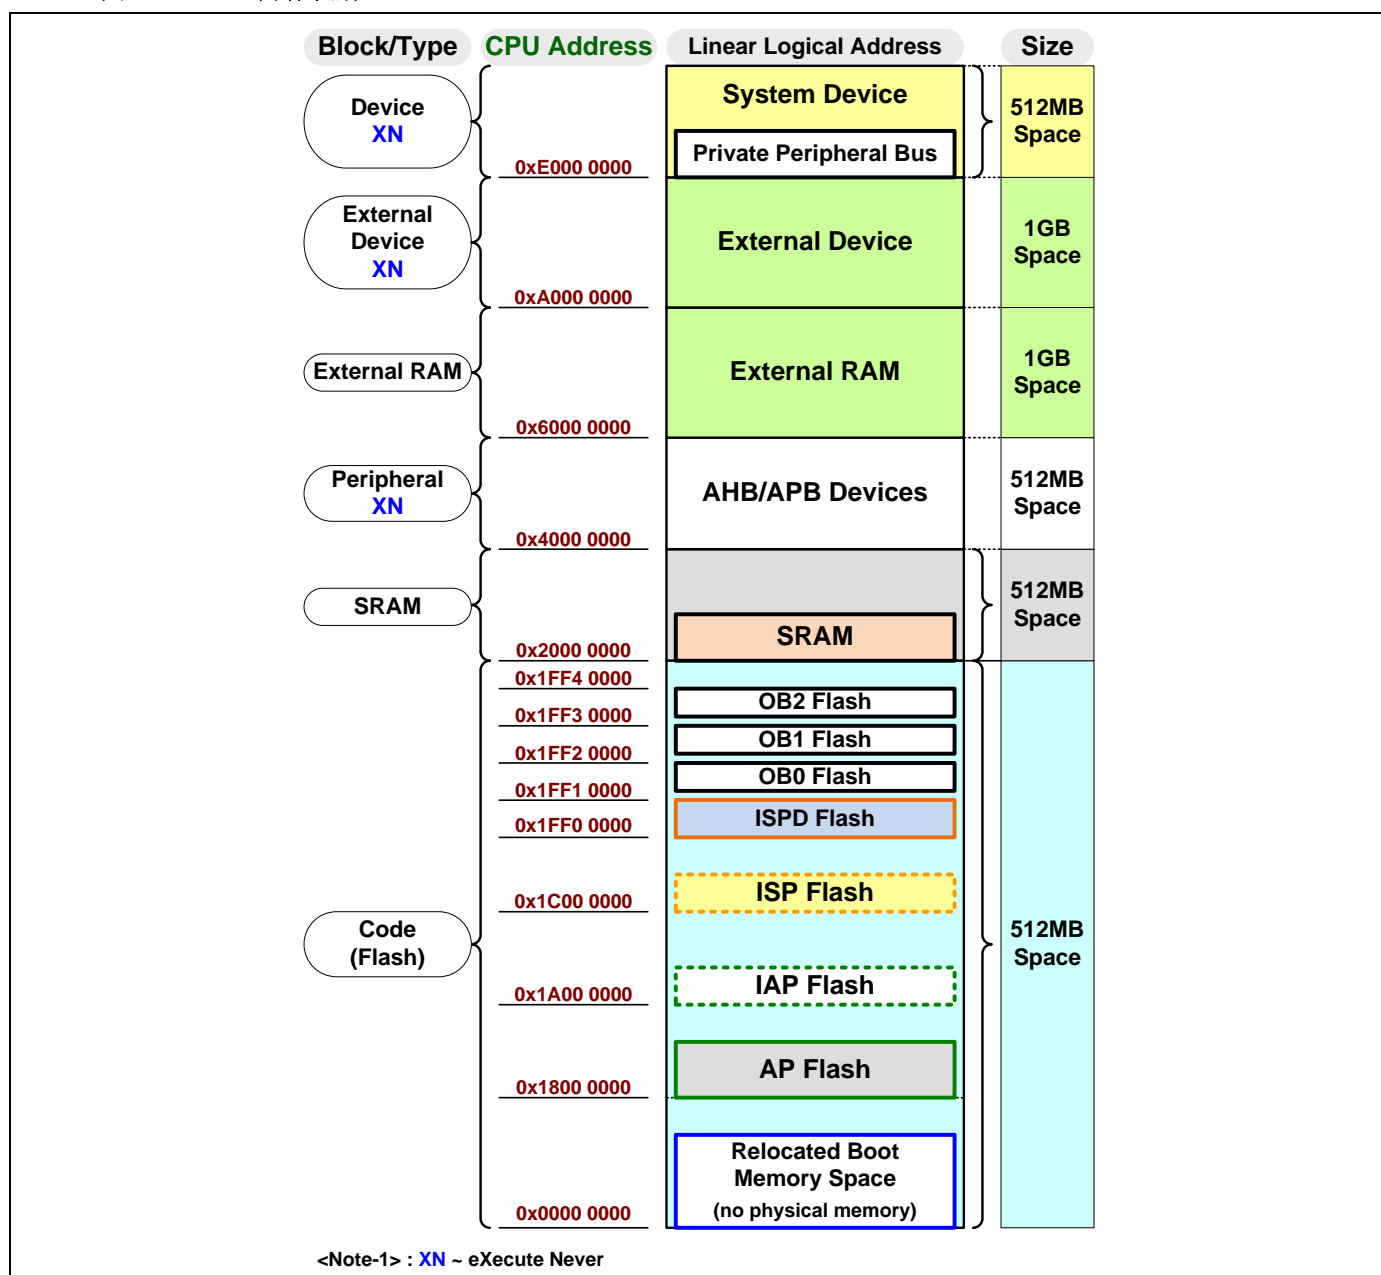 Block/Type CPU Address Linear Logical Address Size
System Device
Device
XN
512MB
Space
Private Peripheral Bus
0xE000 0000
External
Device
XN
External Device
1GB
Space
0xA000 0000
External RAM
External RAM
1GB
Space
0x6000 0000
Peripheral
XN
AHB/APB Devices
512MB
Space
0x4000 0000
SRAM
512MB
Space
SRAM
0x2000 0000
0x1FF4 0000
OB2 Flash
0x1FF3 0000
OB1 Flash
0x1FF2 0000
OB0 Flash
0x1FF1 0000
ISPD Flash
0x1FF0 0000
ISP Flash
0x1C00 0000
Code
(Flash)
512MB
Space
IAP Flash
0x1A00 0000
AP Flash
0x1800 0000
Relocated Boot
Memory Space
(no physical memory)
0x0000 0000
<Note-1> : XN ~ eXecute Never